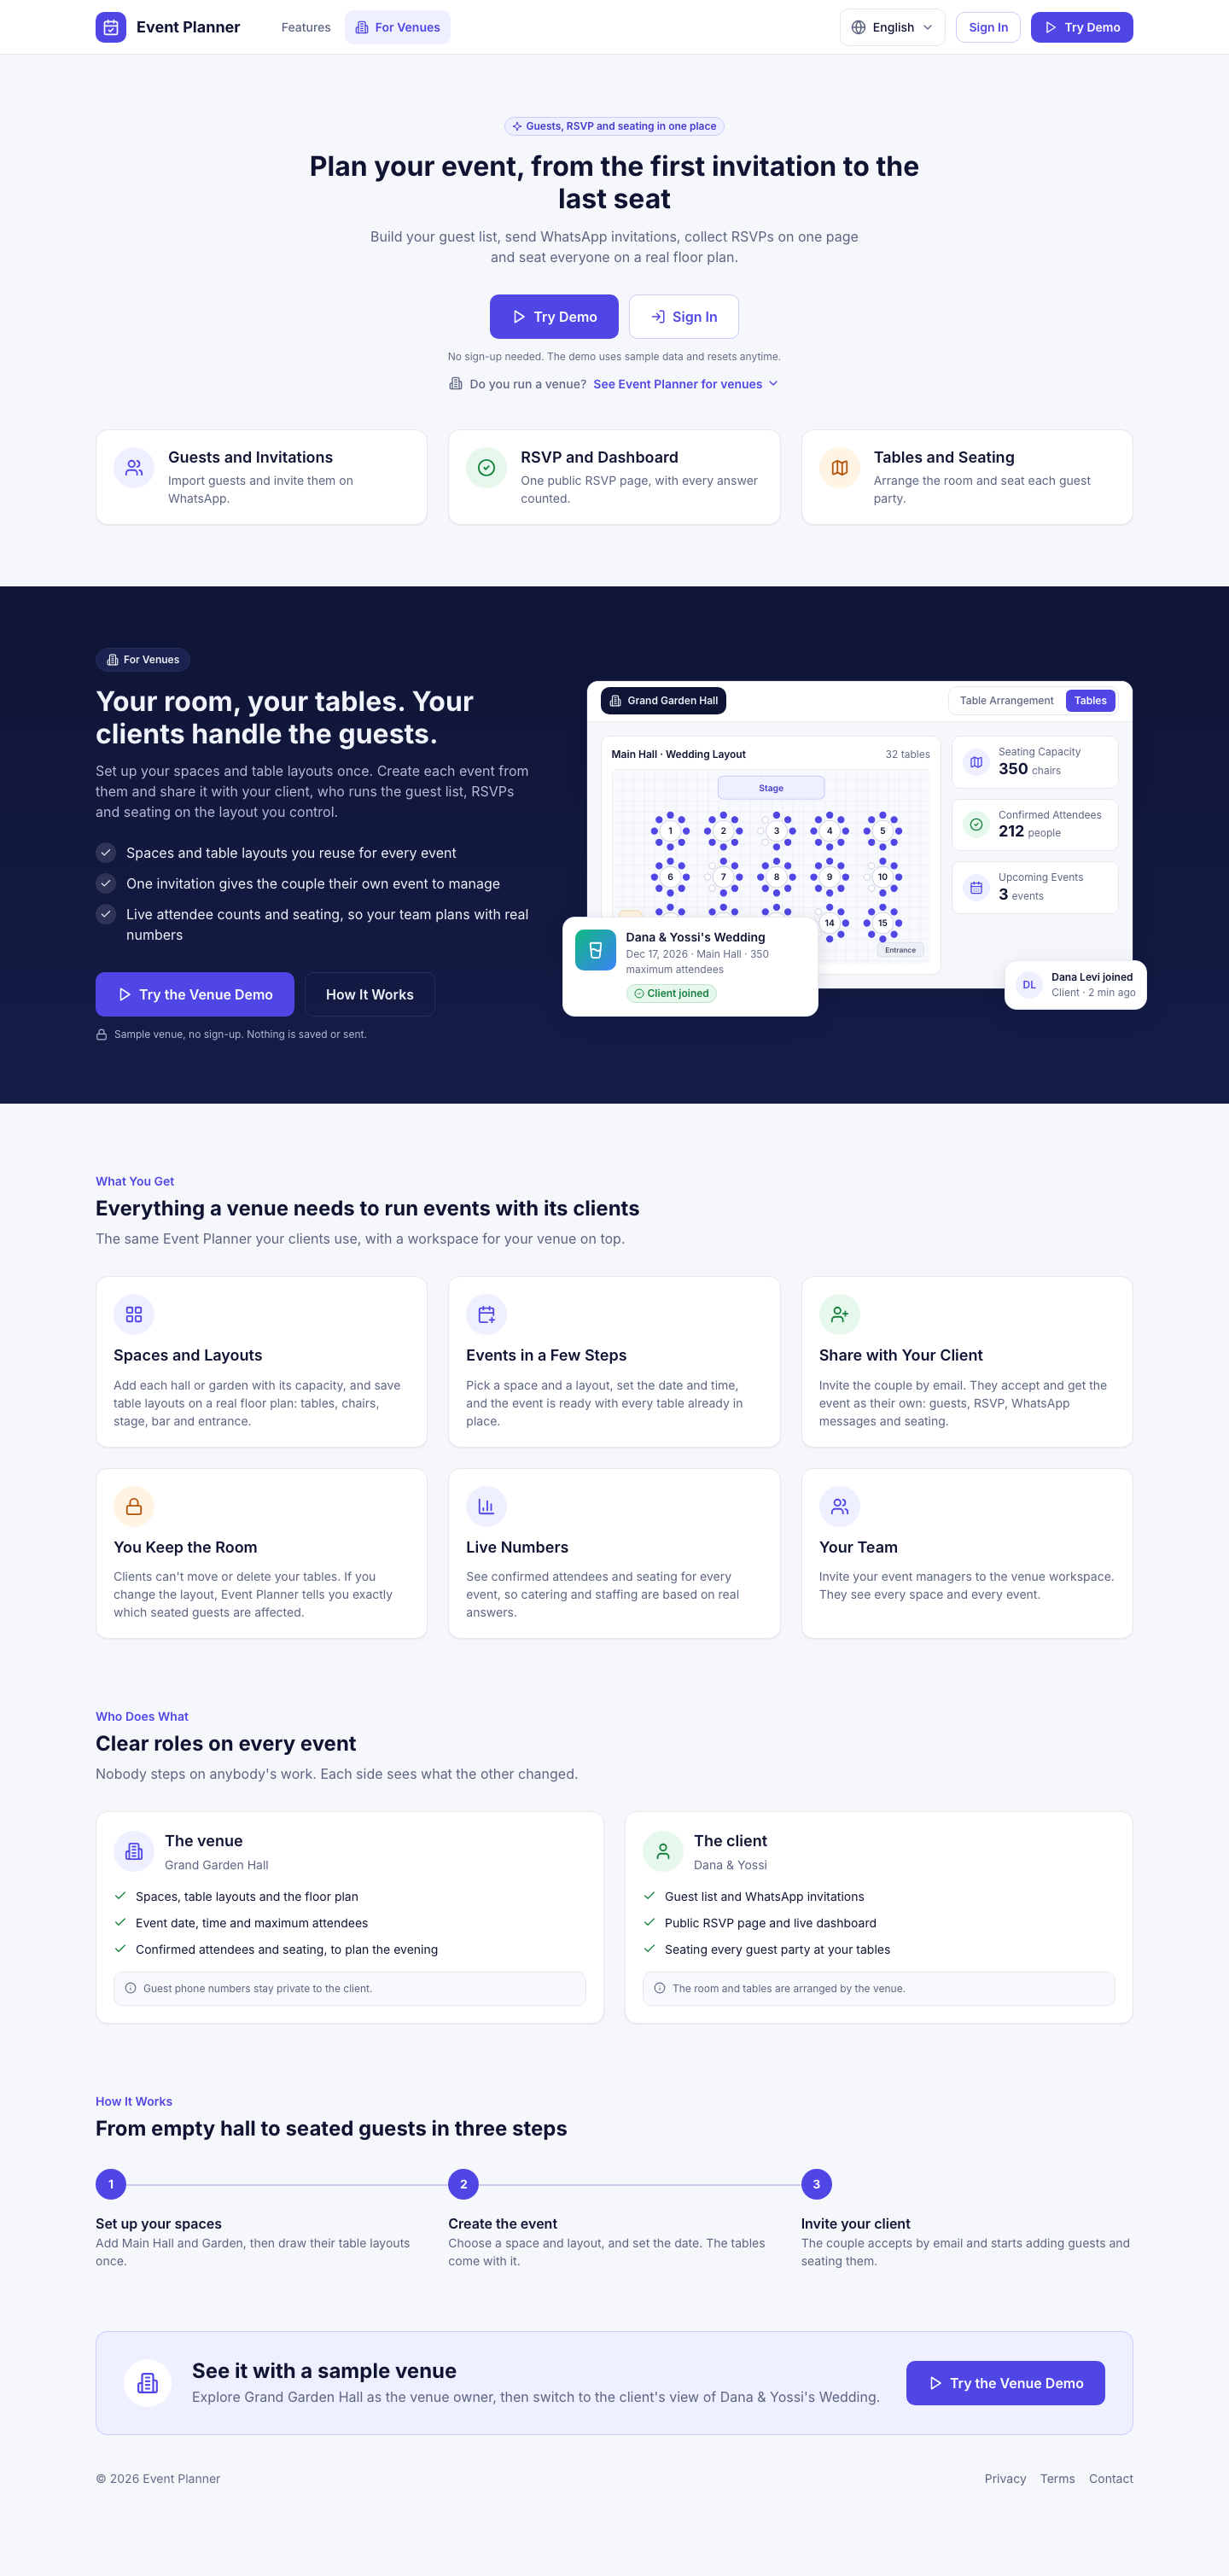 Event Planner
Features
For Venues
English
Sign In
Try Demo
Guests, RSVP and seating in one place
Plan your event, from the first invitation to the
last seat
Build your guest list, send WhatsApp invitations, collect RSVPs on one page
and seat everyone on a real floor plan.
Try Demo
Sign In
No sign-up needed. The demo uses sample data and resets anytime.
Do you run a venue? See Event Planner for venues
Guests and Invitations
Import guests and invite them on
WhatsApp.
RSVP and Dashboard
One public RSVP page, with every answer
counted.
Tables and Seating
Arrange the room and seat each guest
party.
For Venues
Your room, your tables. Your
clients handle the guests.
Set up your spaces and table layouts once. Create each event from
them and share it with your client, who runs the guest list, RSVPs
and seating on the layout you control.
Spaces and table layouts you reuse for every event
One invitation gives the couple their own event to manage
Live attendee counts and seating, so your team plans with real
numbers
Try the Venue Demo
How It Works
Sample venue, no sign-up. Nothing is saved or sent.
Grand Garden Hall
Table Arrangement
Tables
Main Hall · Wedding Layout
32 tables
Stage
1
2
3
4
5
6
7
8
9
10
14
15
Entrance
Seating Capacity
350 chairs
Confirmed Attendees
212 people
Upcoming Events
3 events
Dana & Yossi's Wedding
Dec 17, 2026 · Main Hall · 350
maximum attendees
Client joined
DL
Dana Levi joined
Client · 2 min ago
What You Get
Everything a venue needs to run events with its clients
The same Event Planner your clients use, with a workspace for your venue on top.
Spaces and Layouts
Add each hall or garden with its capacity, and save
table layouts on a real floor plan: tables, chairs,
stage, bar and entrance.
Events in a Few Steps
Pick a space and a layout, set the date and time,
and the event is ready with every table already in
place.
Share with Your Client
Invite the couple by email. They accept and get the
event as their own: guests, RSVP, WhatsApp
messages and seating.
You Keep the Room
Clients can't move or delete your tables. If you
change the layout, Event Planner tells you exactly
which seated guests are affected.
Live Numbers
See confirmed attendees and seating for every
event, so catering and staffing are based on real
answers.
Your Team
Invite your event managers to the venue workspace.
They see every space and every event.
Who Does What
Clear roles on every event
Nobody steps on anybody's work. Each side sees what the other changed.
The venue
Grand Garden Hall
Spaces, table layouts and the floor plan
Event date, time and maximum attendees
Confirmed attendees and seating, to plan the evening
Guest phone numbers stay private to the client.
The client
Dana & Yossi
Guest list and WhatsApp invitations
Public RSVP page and live dashboard
Seating every guest party at your tables
The room and tables are arranged by the venue.
How It Works
From empty hall to seated guests in three steps
1
Set up your spaces
Add Main Hall and Garden, then draw their table layouts
once.
2
Create the event
Choose a space and layout, and set the date. The tables
come with it.
3
Invite your client
The couple accepts by email and starts adding guests and
seating them.
See it with a sample venue
Explore Grand Garden Hall as the venue owner, then switch to the client's view of Dana & Yossi's Wedding.
Try the Venue Demo
© 2026 Event Planner
Privacy
Terms
Contact